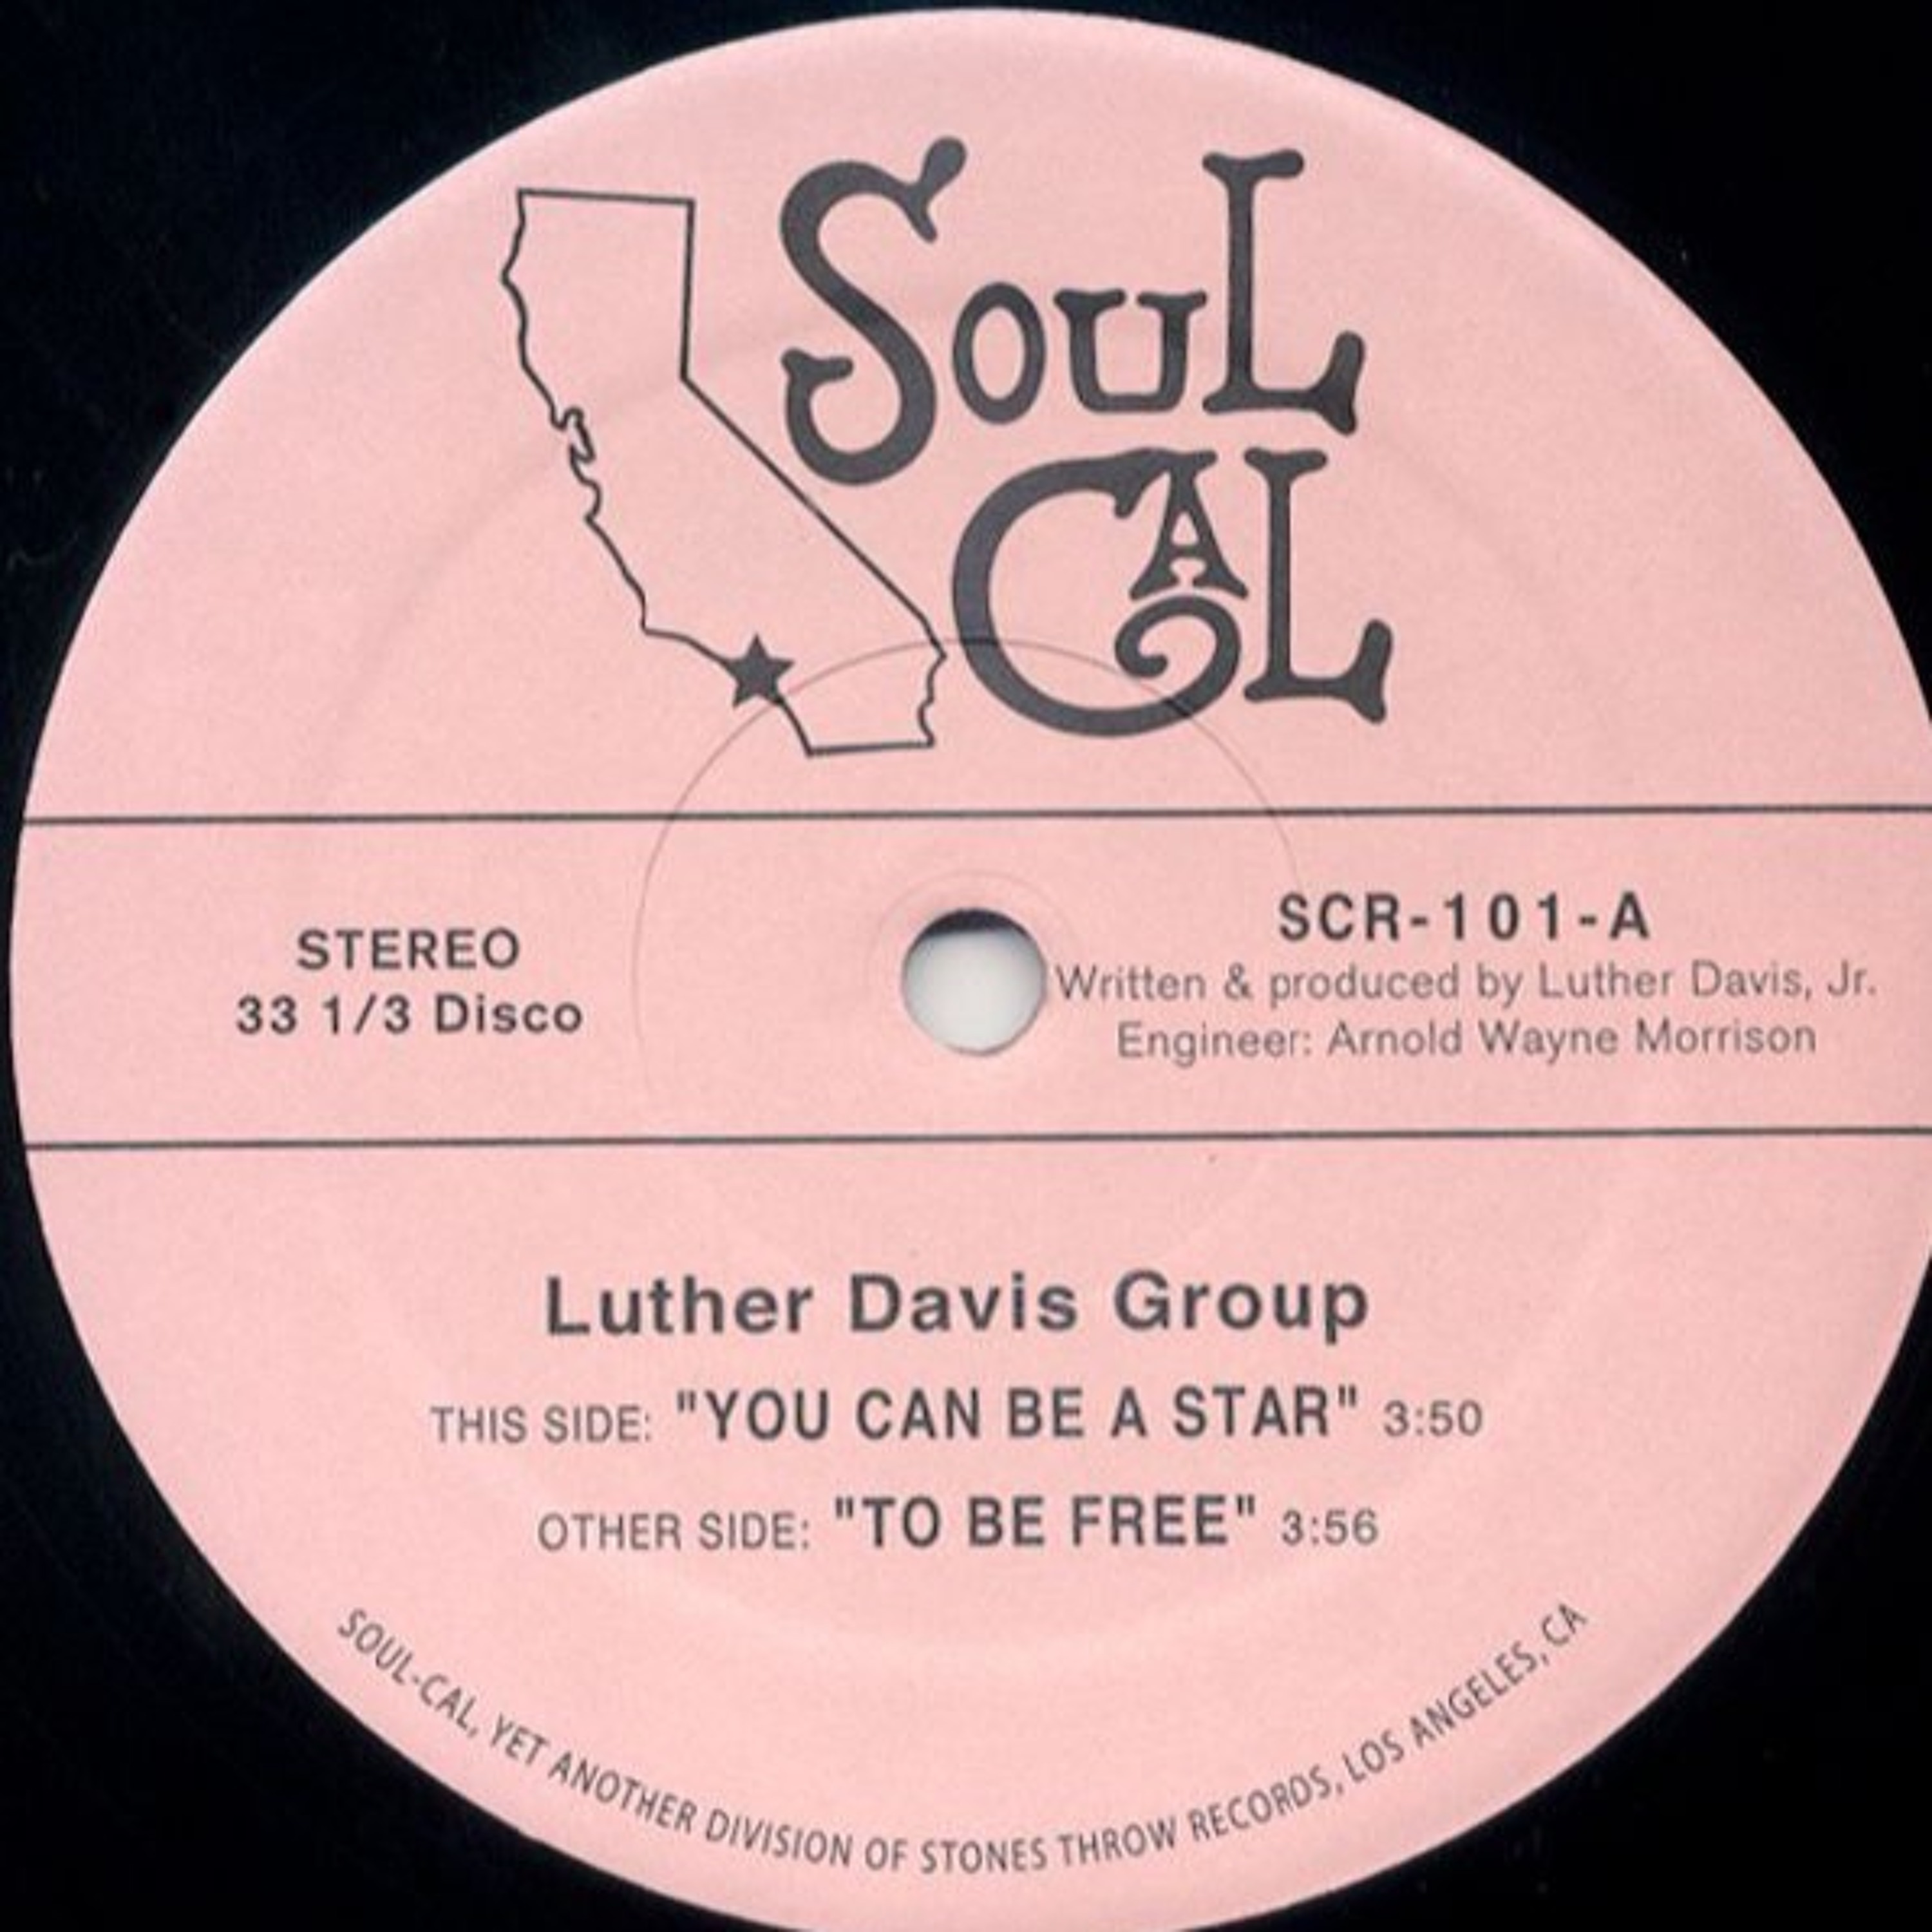 SOUL
CAL
STEREO
33 1/3 Disco
SCR-101-A
Written & produced by Luther Davis, Jr.
Engineer: Arnold Wayne Morrison
Luther Davis Group
THIS SIDE: "YOU CAN BE A STAR" 3:50
OTHER SIDE: "TO BE FREE" 3:56
SOUL-CAL, YET ANOTHER DIVISION OF STONES THROW RECORDS, LOS ANGELES, CA